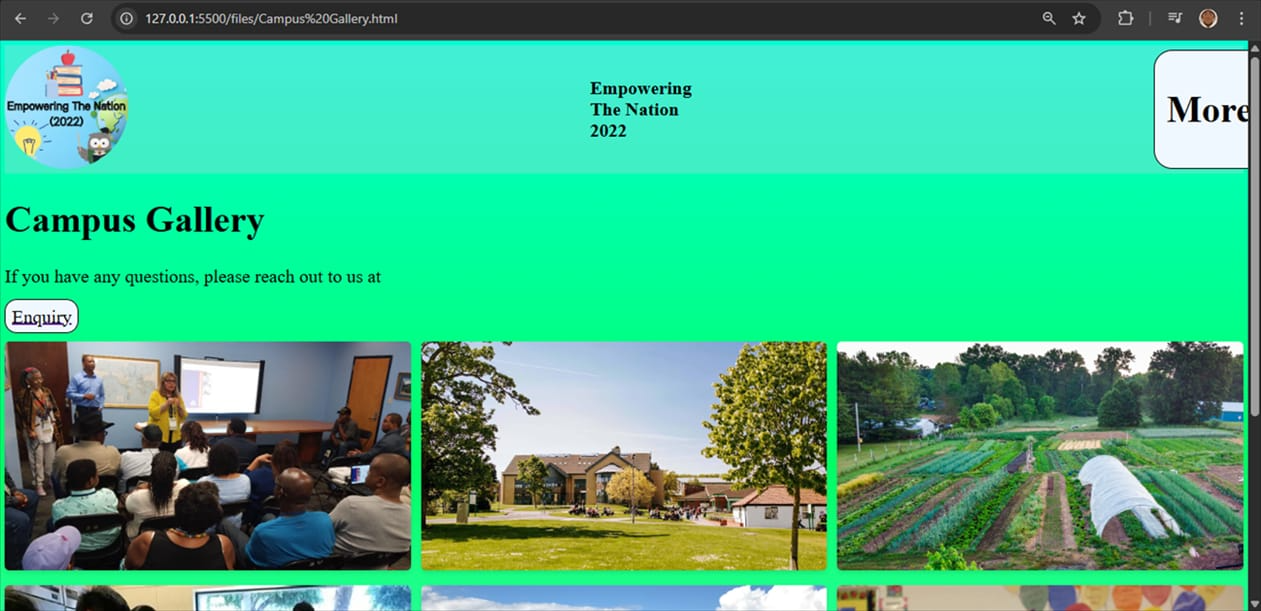 127.0.0.1:5500/files/Campus%20Gallery.html
Empowering The Nation
(2022)
Empowering
The Nation
2022
More
Campus Gallery
If you have any questions, please reach out to us at
Enquiry